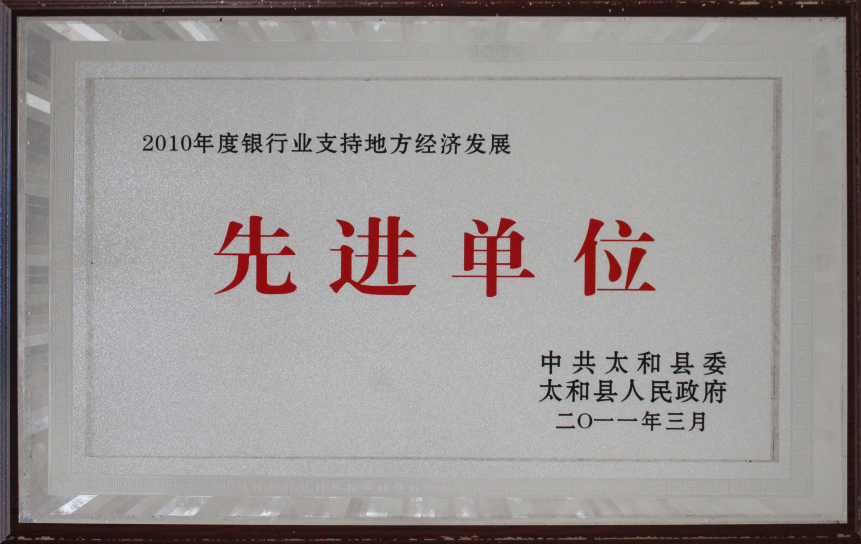 2010年度银行业支持地方经济发展
先进单位
中共太和县委
太和县人民政府
二〇一一年三月